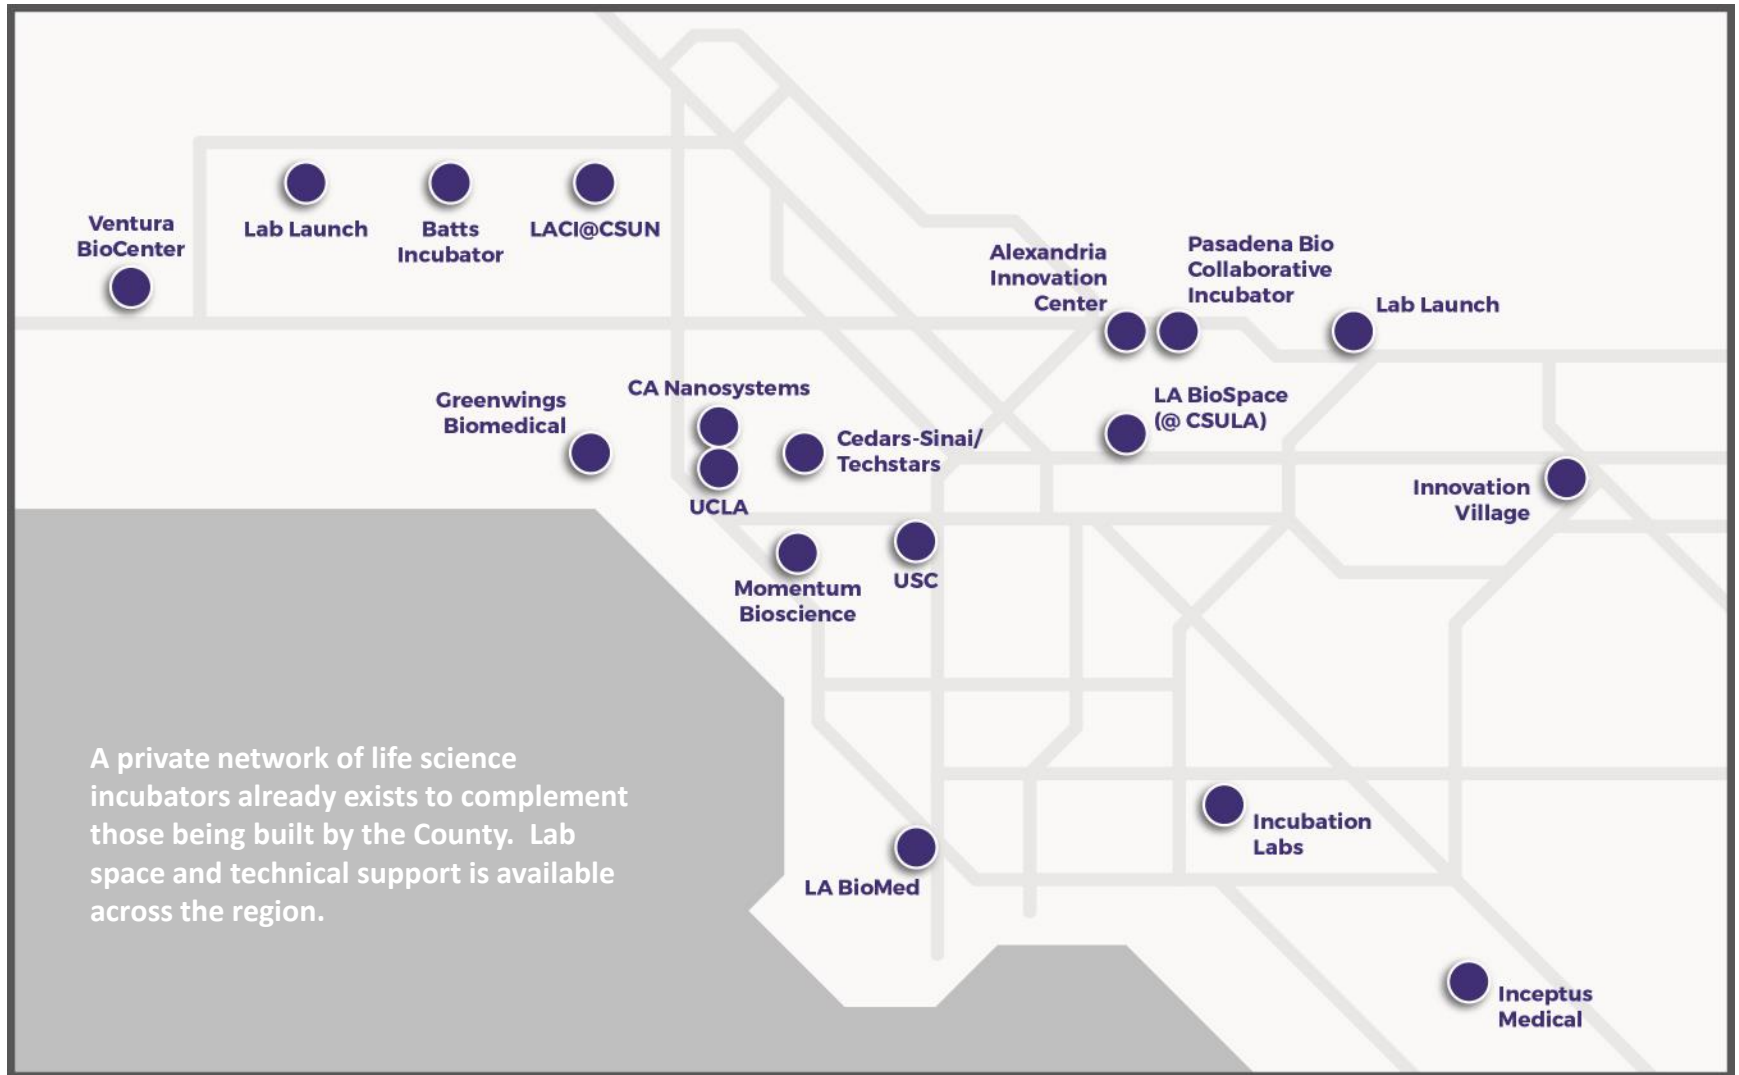 Ventura
BioCenter
Lab Launch
Batts
Incubator
LACI@CSUN
Alexandria
Innovation
Center
Pasadena Bio
Collaborative
Incubator
Lab Launch
Greenwings
Biomedical
CA Nanosystems
UCLA
Cedars-Sinai/
Techstars
LA BioSpace
(@ CSULA)
Innovation
Village
Momentum
Bioscience
USC
A private network of life science
incubators already exists to complement
those being built by the County.  Lab
space and technical support is available
across the region.
LA BioMed
Incubation
Labs
Inceptus
Medical